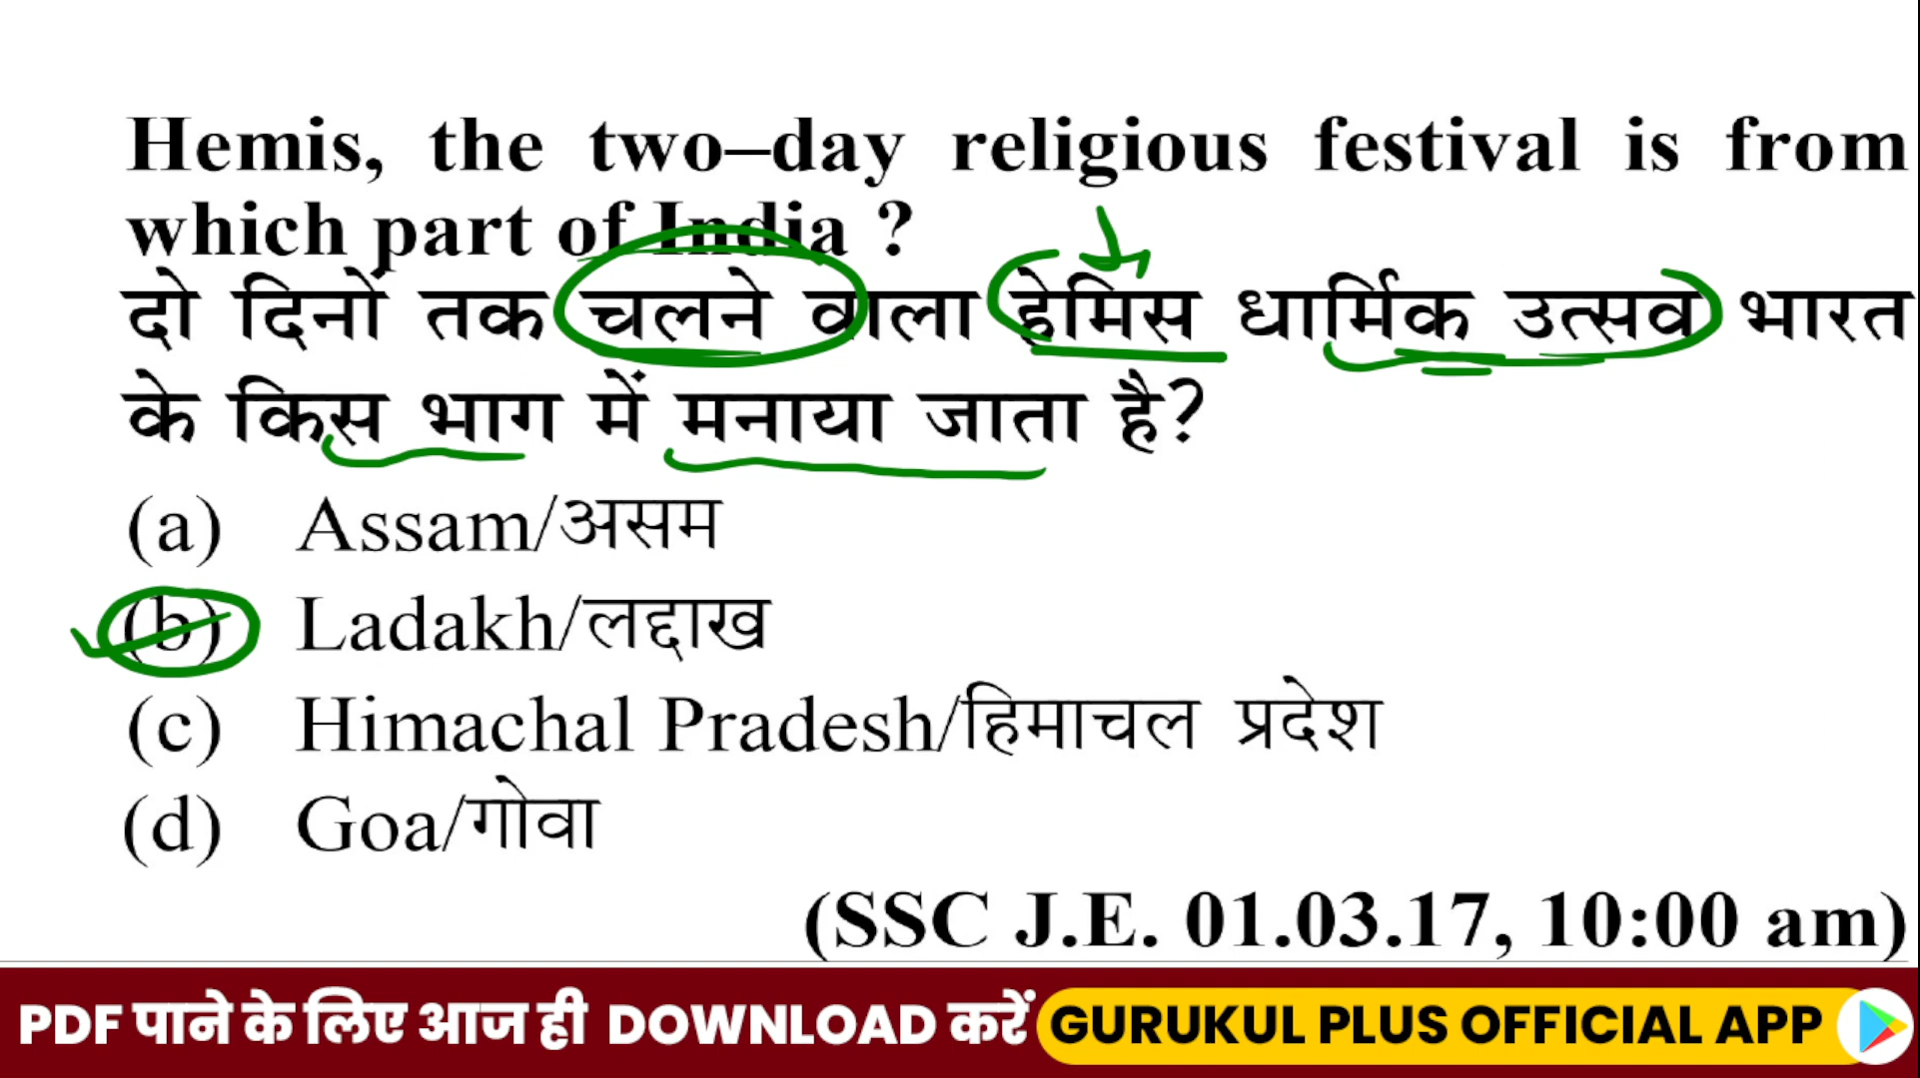 Hemis, the two–day religious festival is from
which part of India ?
दो दिनों तक चलने वाला हेमिस धार्मिक उत्सव भारत
के किस भाग में मनाया जाता है?
(a) Assam/असम
(b) Ladakh/लद्दाख
(c) Himachal Pradesh/हिमाचल प्रदेश
(d) Goa/गोवा
(SSC J.E. 01.03.17, 10:00 am)
PDF पाने के लिए आज ही DOWNLOAD करें GURUKUL PLUS OFFICIAL APP